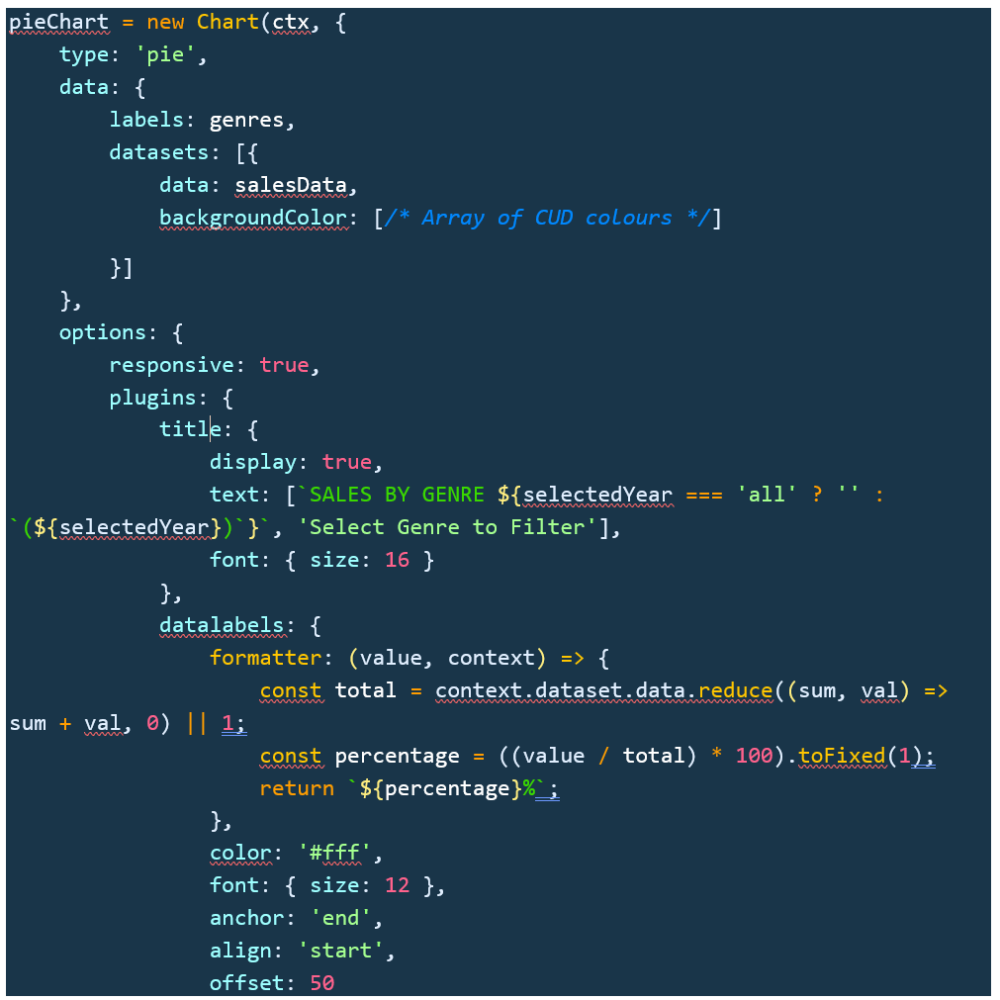 pieChart = new Chart(ctx, {
    type: 'pie',
    data: {
        labels: genres,
        datasets: [{
            data: salesData,
            backgroundColor: [/* Array of CUD colours */]
        }]
    },
    options: {
        responsive: true,
        plugins: {
            title: {
                display: true,
                text: [`SALES BY GENRE ${selectedYear === 'all' ? '' :
`(${selectedYear})`}`, 'Select Genre to Filter'],
                font: { size: 16 }
            },
            datalabels: {
                formatter: (value, context) => {
                    const total = context.dataset.data.reduce((sum, val) =>
sum + val, 0) || 1;
                    const percentage = ((value / total) * 100).toFixed(1);
                    return `${percentage}%`;
                },
                color: '#fff',
                font: { size: 12 },
                anchor: 'end',
                align: 'start',
                offset: 50